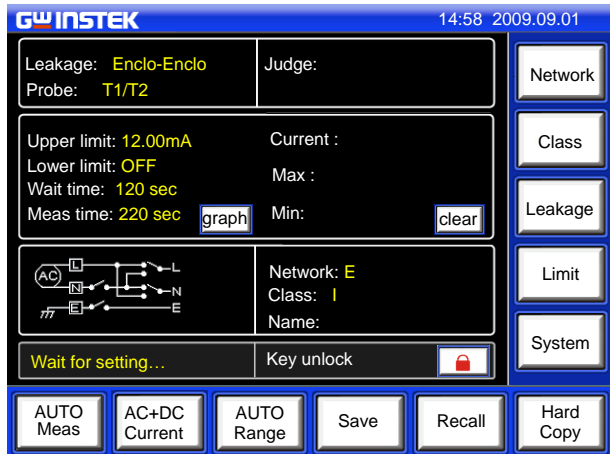 GWINSTEK
14:58 2009.09.01
Leakage: Enclo-Enclo
Probe: T1/T2
Judge:
Network
Upper limit: 12.00mA
Lower limit: OFF
Wait time: 120 sec
Meas time: 220 sec
graph
Current :
Max :
Min:
clear
Class
Leakage
AC
L
N
E
L
N
E
Network: E
Class: I
Name:
Limit
Wait for setting...
Key unlock
System
AUTO
Meas
AC+DC
Current
AUTO
Range
Save
Recall
Hard
Copy